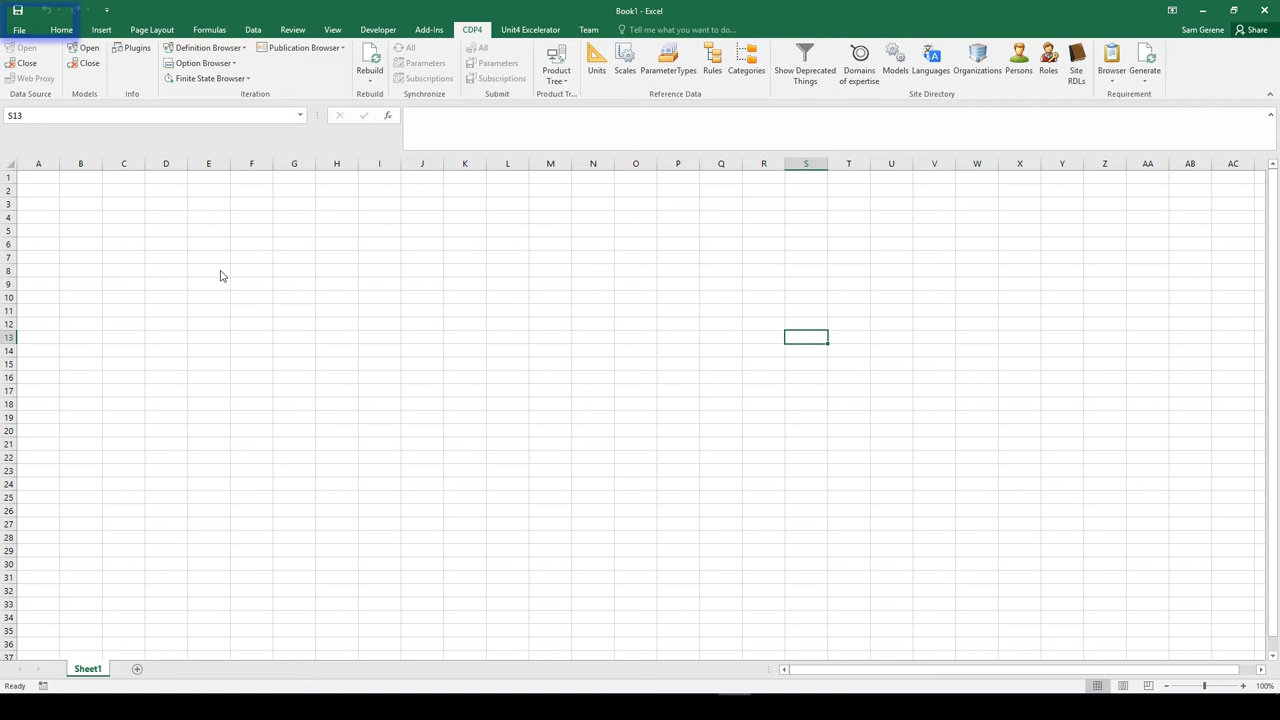 Book1 - Excel
File Home Insert Page Layout Formulas Data Review View Developer Add-Ins CDP4 Unit4 Excelerator Team Tell me what you want to do... Sam Gerene Share
Open Open Plugins Definition Browser Publication Browser All All
Close Close Option Browser Parameters Parameters
Web Proxy Finite State Browser Subscriptions Subscriptions
Rebuild
Product Tree
Units Scales ParameterTypes Rules Categories
Show Deprecated Things
Domains of expertise
Models Languages Organizations Persons Roles
Site RDLs
Browser Generate
Data Source Models Info Iteration Rebuild Synchronize Submit Product Tr... Reference Data Site Directory Requirement
S13 fx
A B C D E F G H I J K L M N O P Q R S T U V W X Y Z AA AB AC
1
2
3
4
5
6
7
8
9
10
11
12
13
14
15
16
17
18
19
20
21
22
23
24
25
26
27
28
29
30
31
32
33
34
35
36
37
Sheet1
Ready 100%